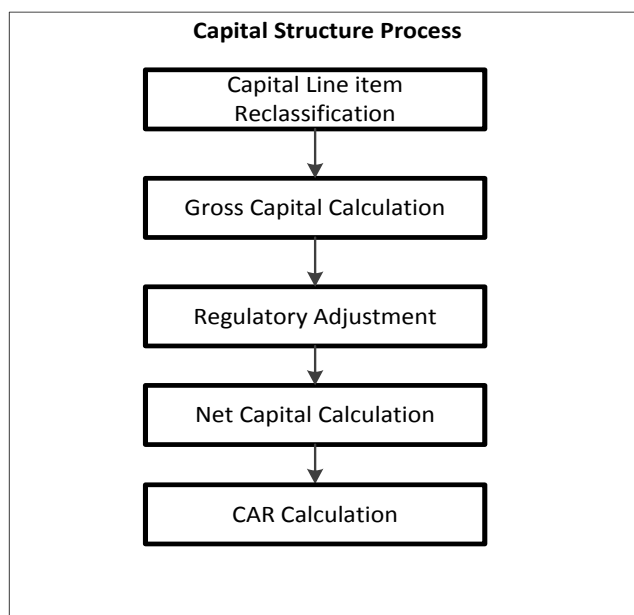 Capital Structure Process
Capital Line item
Reclassification
Gross Capital Calculation
Regulatory Adjustment
Net Capital Calculation
CAR Calculation